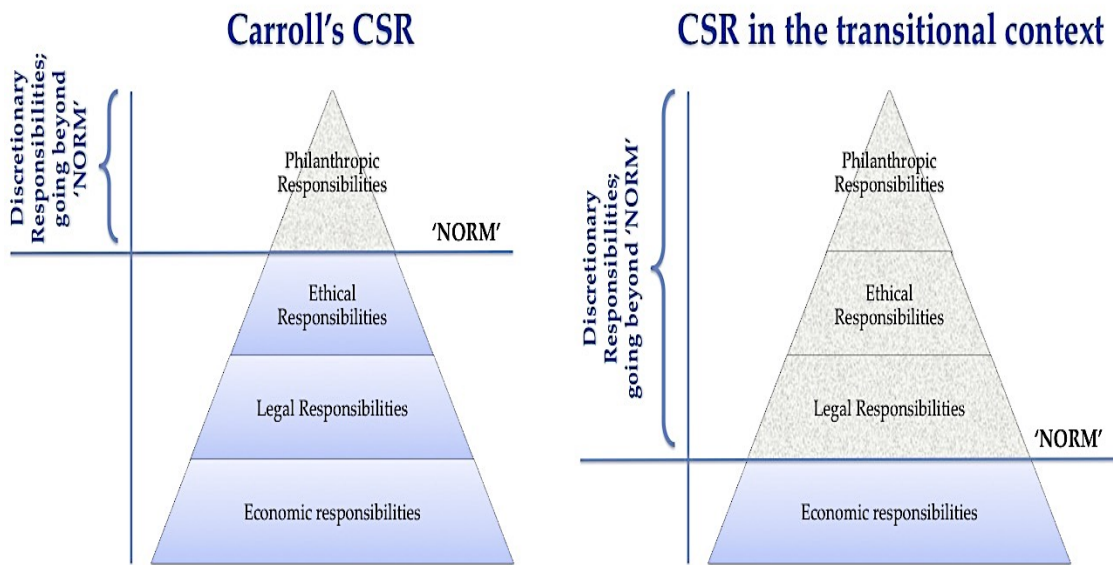 Carroll's CSR
Discretionary
Responsibilities;
going beyond
'NORM'
Philanthropic
Responsibilities
'NORM'
Ethical
Responsibilities
Legal Responsibilities
Economic responsibilities
CSR in the transitional context
Discretionary
Responsibilities;
going beyond 'NORM'
Philanthropic
Responsibilities
Ethical
Responsibilities
Legal Responsibilities
'NORM'
Economic responsibilities